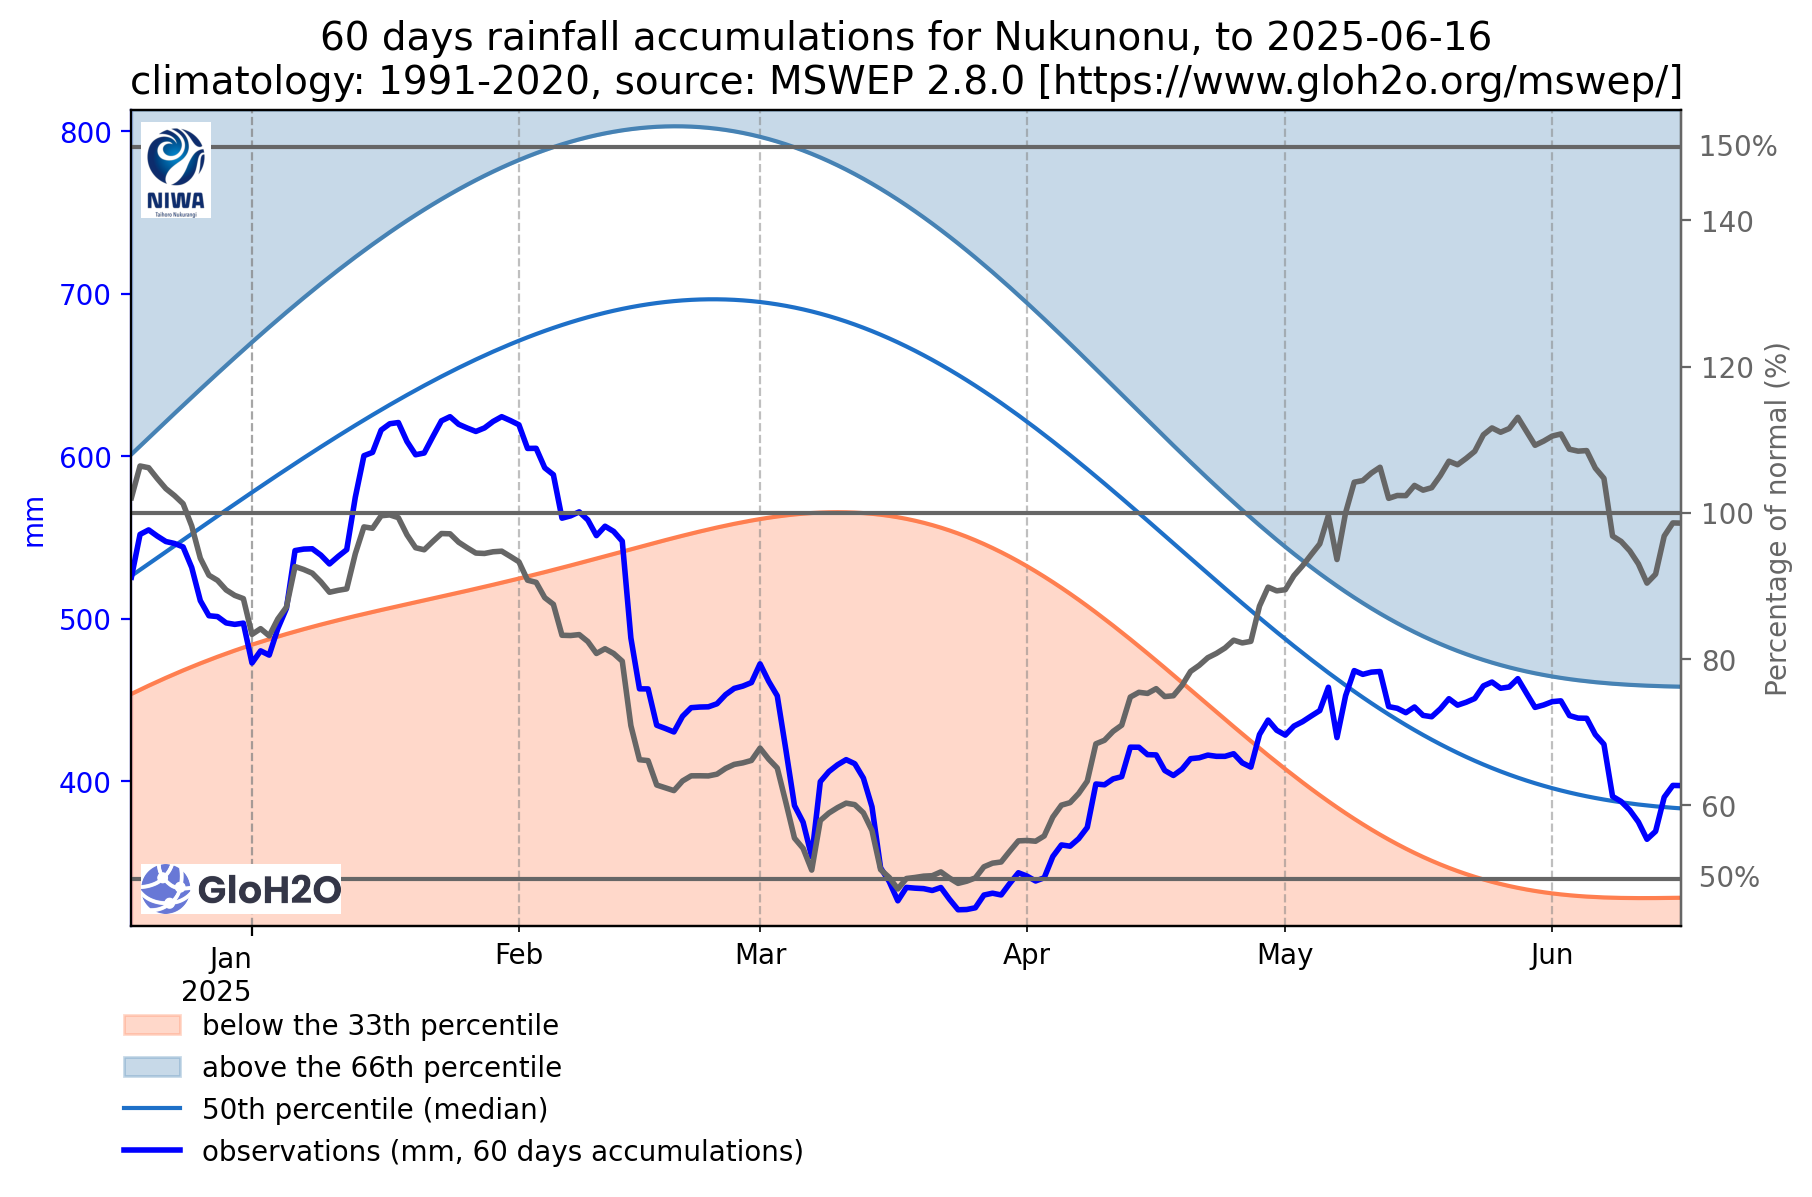 60 days rainfall accumulations for Nukunonu, to 2025-06-16
climatology: 1991-2020, source: MSWEP 2.8.0 [https://www.gloh2o.org/mswep/]
800
700
600
500
400
mm
NIWA
Taihoro Nukurangi
GloH2O
150%
140
120
100
80
60
50%
Percentage of normal (%)
Jan
2025
Feb
Mar
Apr
May
Jun
below the 33th percentile
above the 66th percentile
50th percentile (median)
observations (mm, 60 days accumulations)